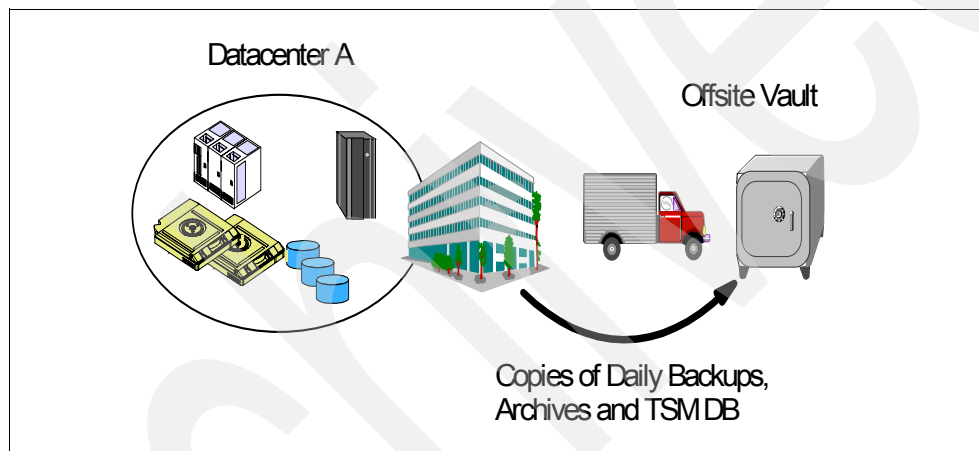 Datacenter A
Offsite Vault
Copies of Daily Backups,
Archives and TSM DB